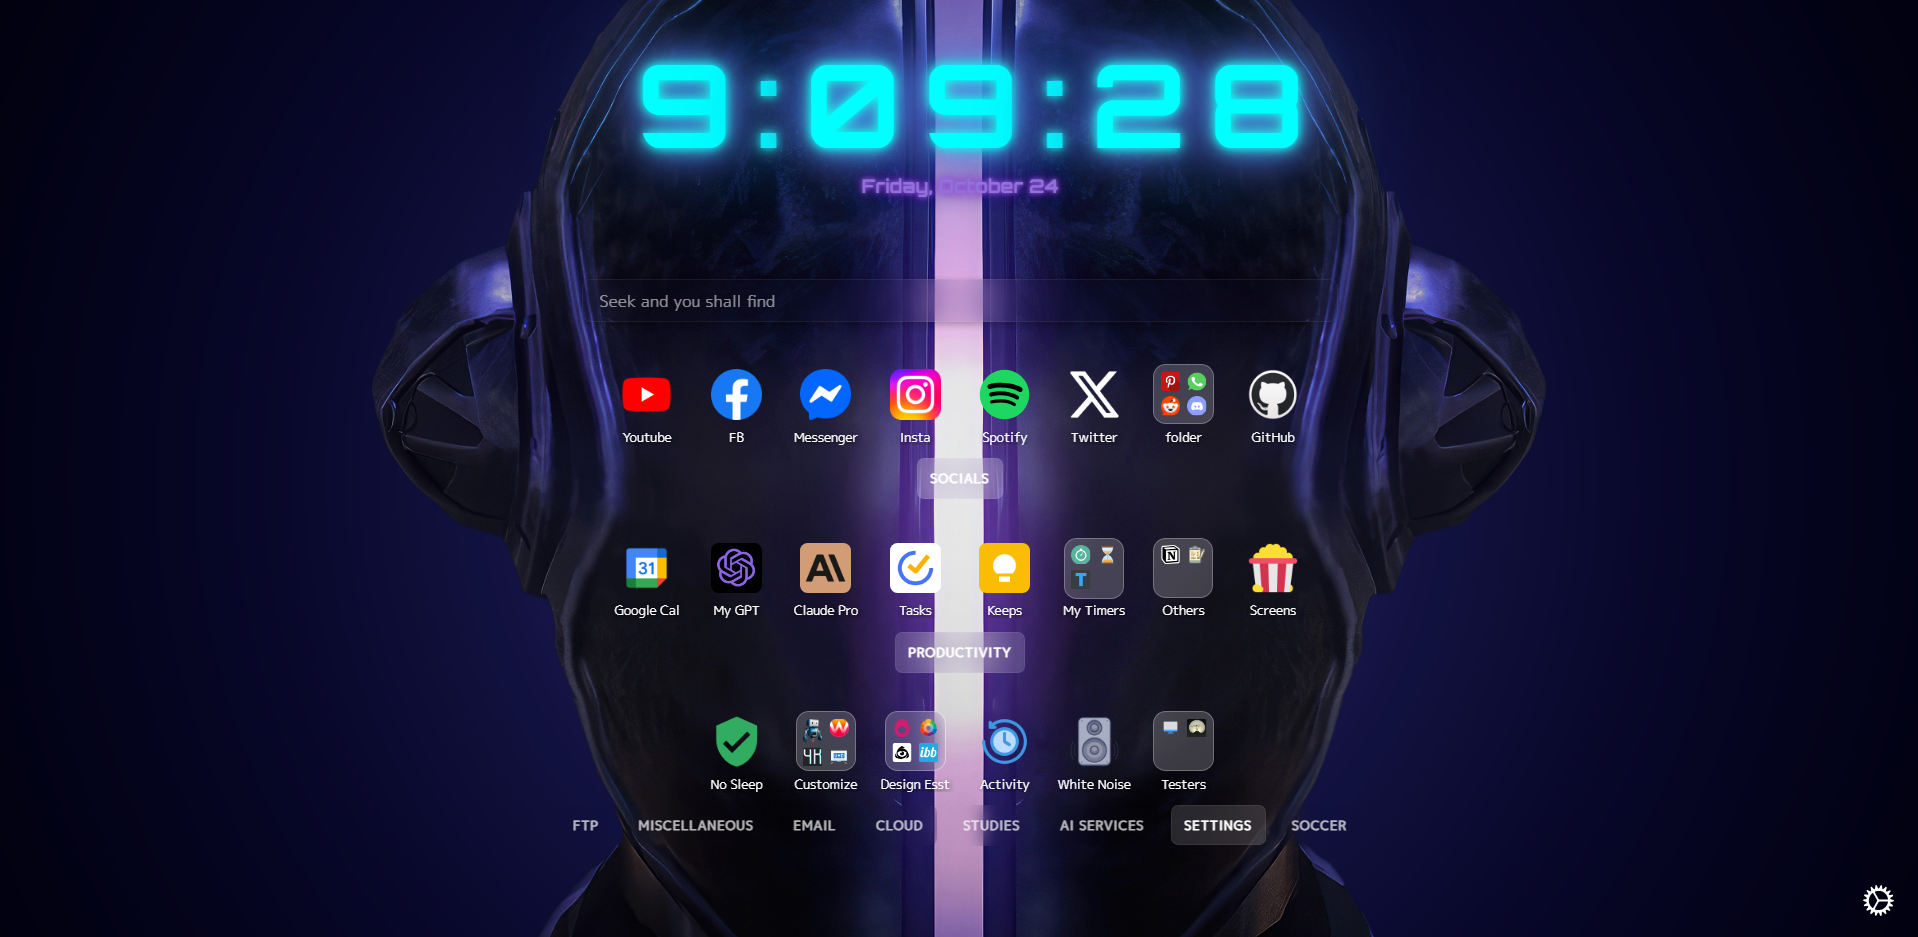 9:09:28
Friday, October 24
Seek and you shall find
Youtube FB Messenger Insta Spotify Twitter folder GitHub
SOCIALS
31
Google Cal My GPT Claude Pro Tasks Keeps My Timers Others Screens
PRODUCTIVITY
ibb
No Sleep Customize Design Esst Activity White Noise Testers
FTP MISCELLANEOUS EMAIL CLOUD STUDIES AI SERVICES SETTINGS SOCCER